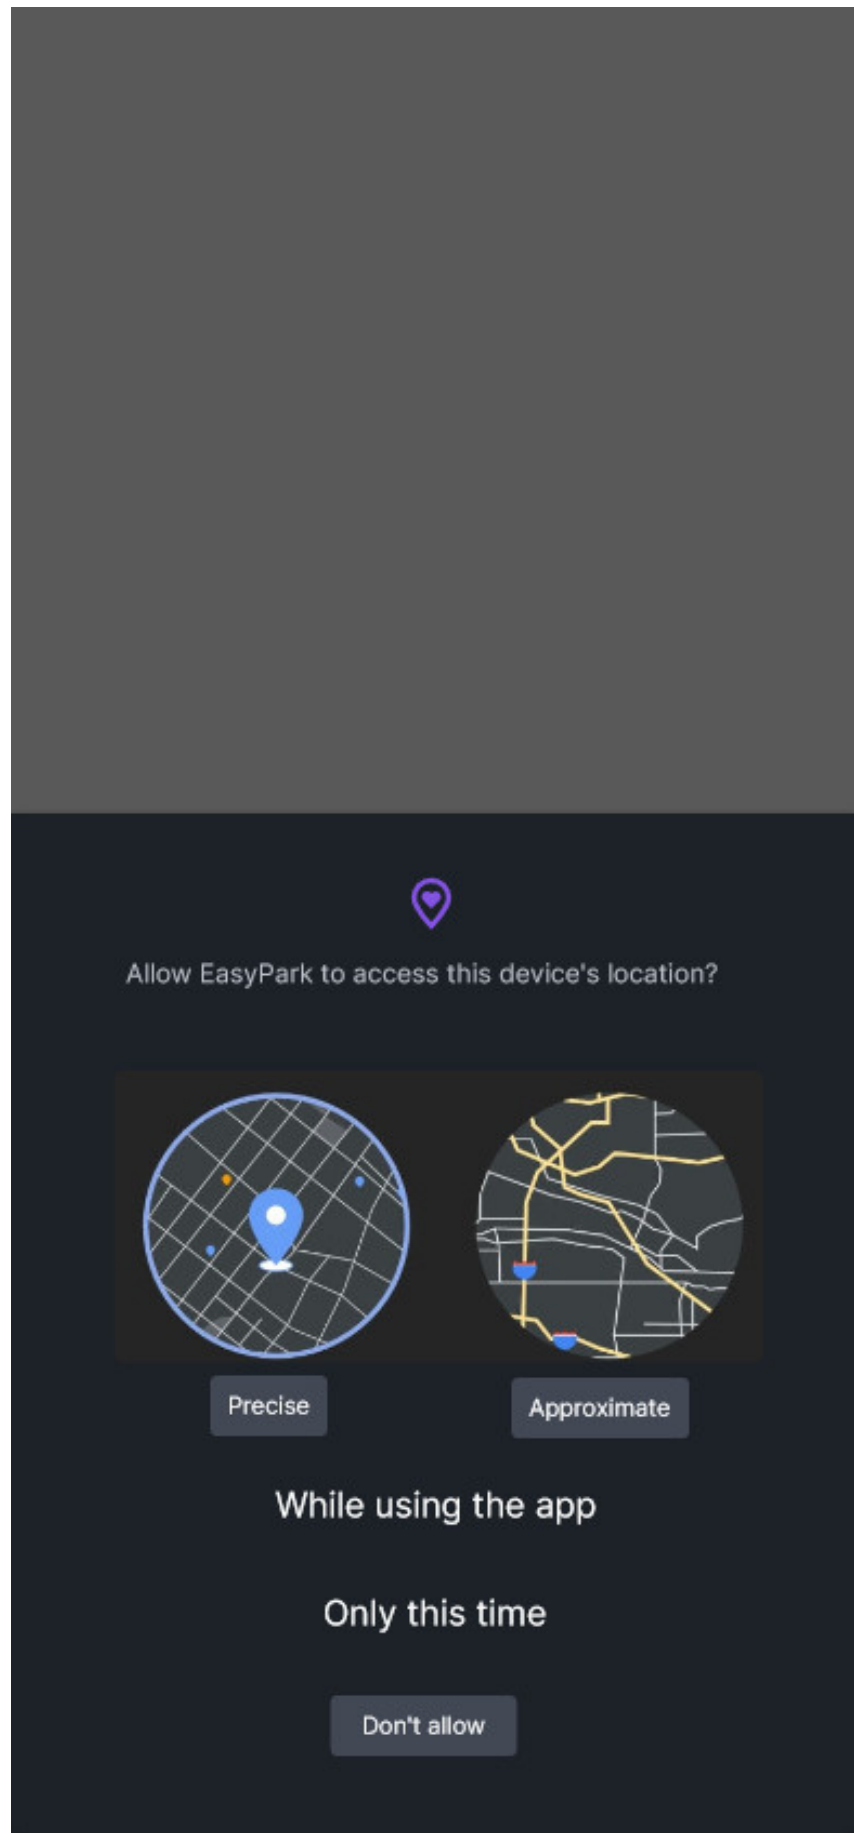 Allow EasyPark to access this device's location?
Precise
Approximate
While using the app
Only this time
Don't allow